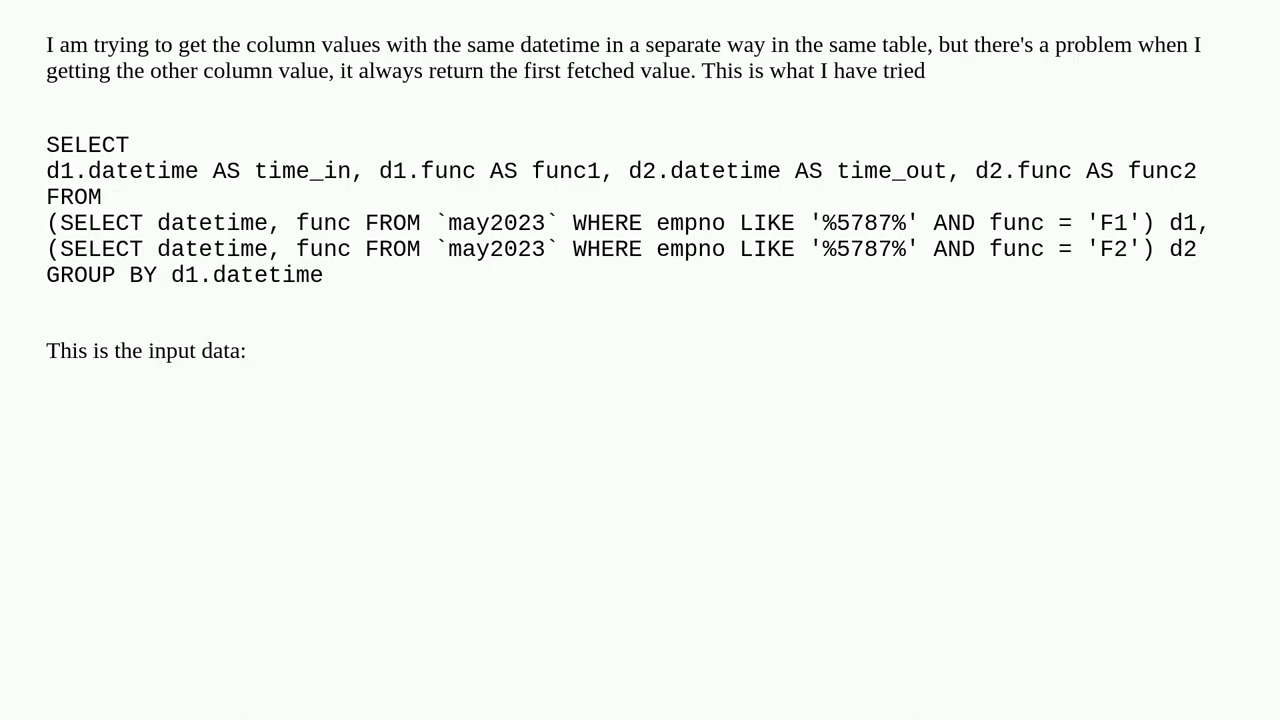 I am trying to get the column values with the same datetime in a separate way in the same table, but there's a problem when I
getting the other column value, it always return the first fetched value. This is what I have tried
SELECT
d1.datetime AS time_in, d1.func AS func1, d2.datetime AS time_out, d2.func AS func2
FROM
(SELECT datetime, func FROM `may2023` WHERE empno LIKE '%5787%' AND func = 'F1') d1,
(SELECT datetime, func FROM `may2023` WHERE empno LIKE '%5787%' AND func = 'F2') d2
GROUP BY d1.datetime
This is the input data: